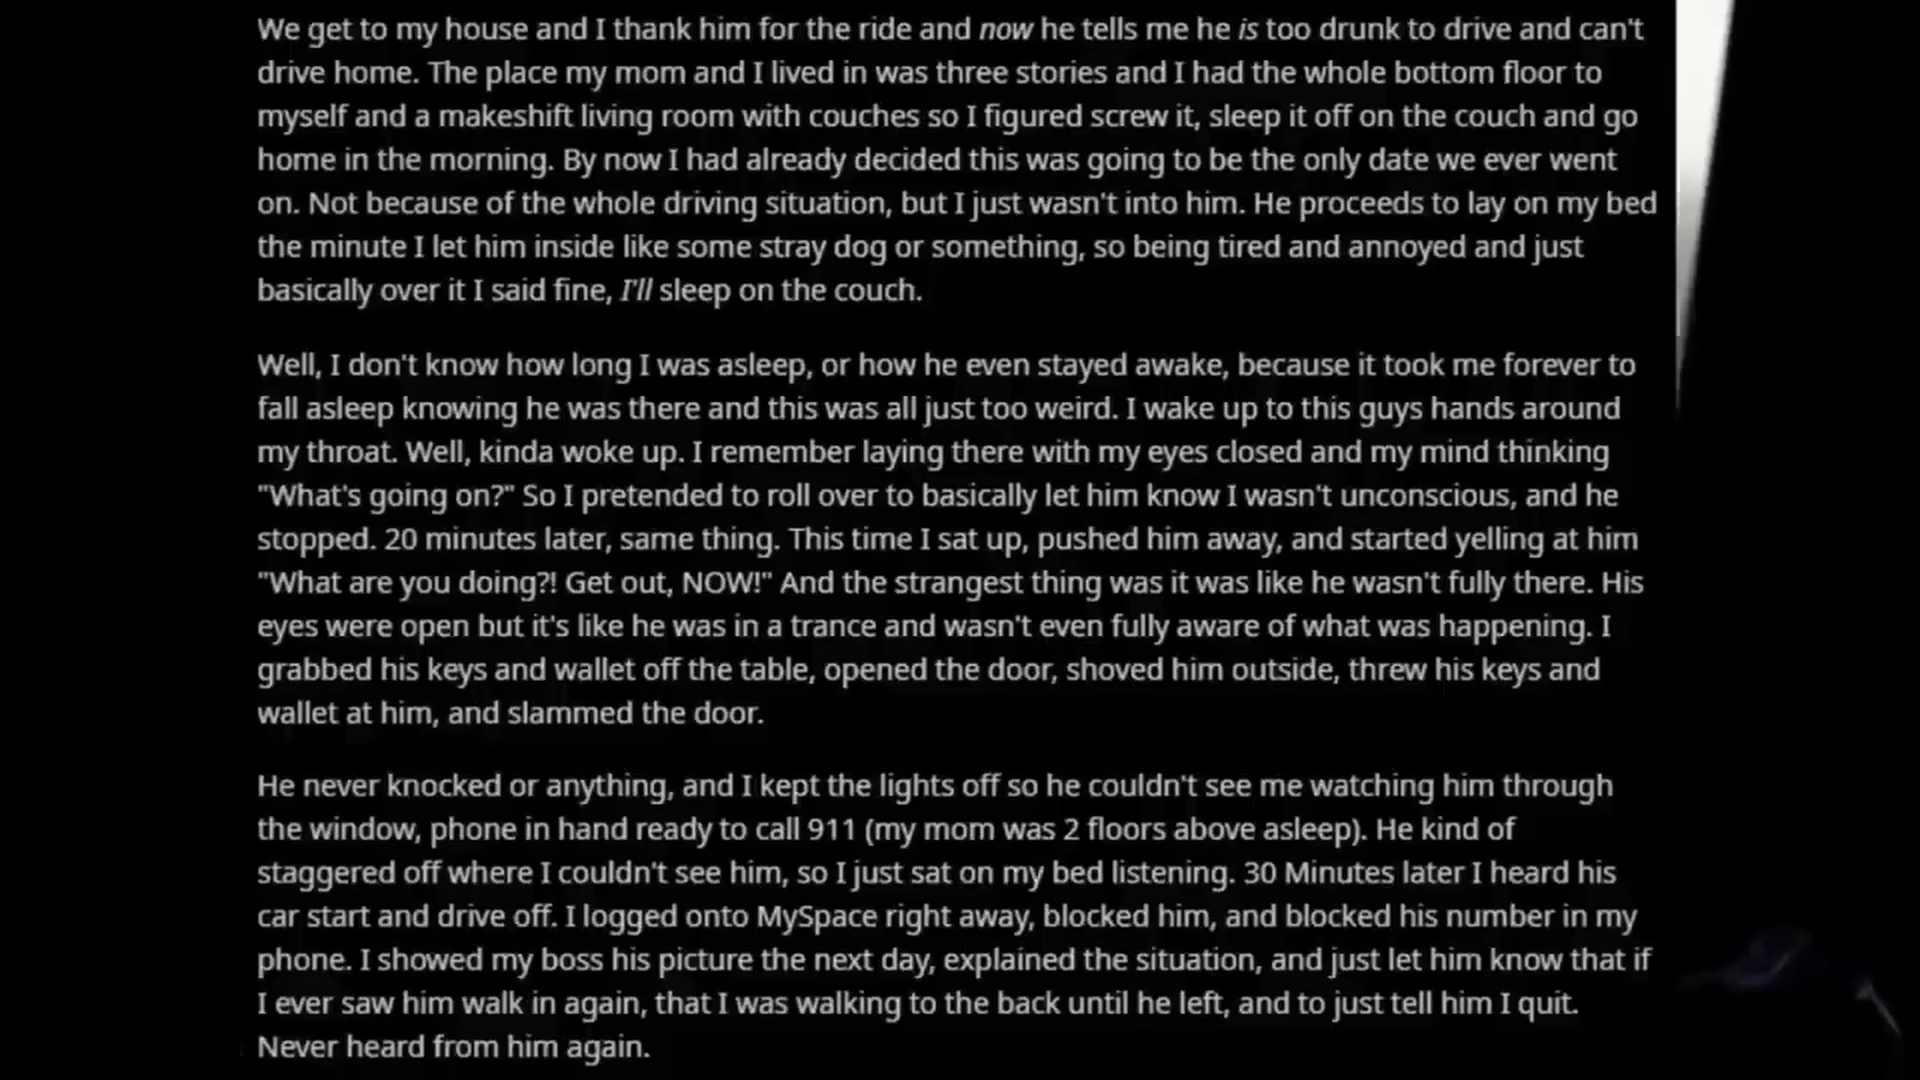 We get to my house and I thank him for the ride and now he tells me he is too drunk to drive and can't
drive home. The place my mom and I lived in was three stories and I had the whole bottom floor to
myself and a makeshift living room with couches so I figured screw it, sleep it off on the couch and go
home in the morning. By now I had already decided this was going to be the only date we ever went
on. Not because of the whole driving situation, but I just wasn't into him. He proceeds to lay on my bed
the minute I let him inside like some stray dog or something, so being tired and annoyed and just
basically over it I said fine, I'll sleep on the couch.
Well, I don't know how long I was asleep, or how he even stayed awake, because it took me forever to
fall asleep knowing he was there and this was all just too weird. I wake up to this guys hands around
my throat. Well, kinda woke up. I remember laying there with my eyes closed and my mind thinking
"What's going on?" So I pretended to roll over to basically let him know I wasn't unconscious, and he
stopped. 20 minutes later, same thing. This time I sat up, pushed him away, and started yelling at him
"What are you doing?! Get out, NOW!" And the strangest thing was it was like he wasn't fully there. His
eyes were open but it's like he was in a trance and wasn't even fully aware of what was happening. I
grabbed his keys and wallet off the table, opened the door, shoved him outside, threw his keys and
wallet at him, and slammed the door.
He never knocked or anything, and I kept the lights off so he couldn't see me watching him through
the window, phone in hand ready to call 911 (my mom was 2 floors above asleep). He kind of
staggered off where I couldn't see him, so I just sat on my bed listening. 30 Minutes later I heard his
car start and drive off. I logged onto MySpace right away, blocked him, and blocked his number in my
phone. I showed my boss his picture the next day, explained the situation, and just let him know that if
I ever saw him walk in again, that I was walking to the back until he left, and to just tell him I quit.
Never heard from him again.